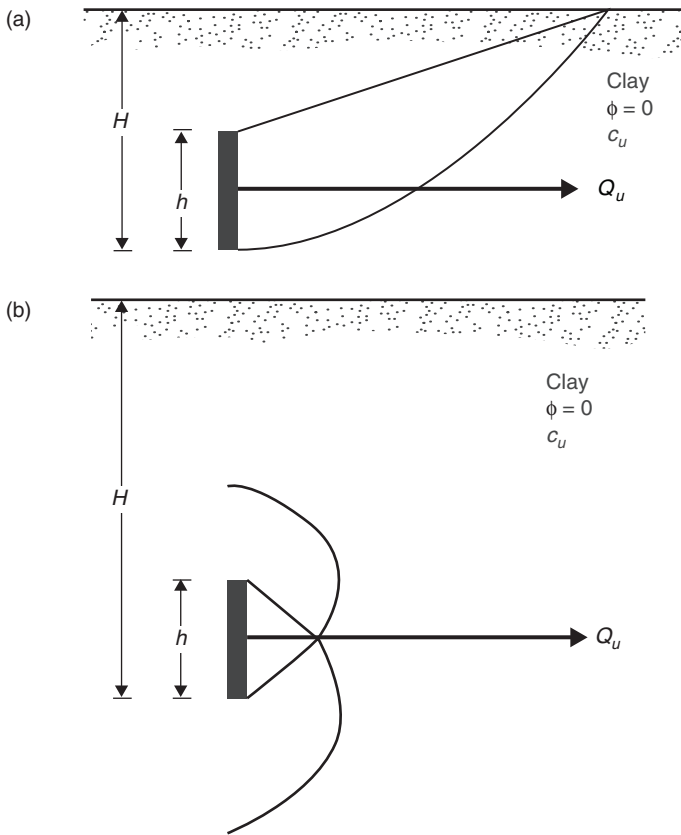 (a)
Clay
ϕ = 0
c_u
H
h
Q_u
(b)
Clay
ϕ = 0
c_u
H
h
Q_u